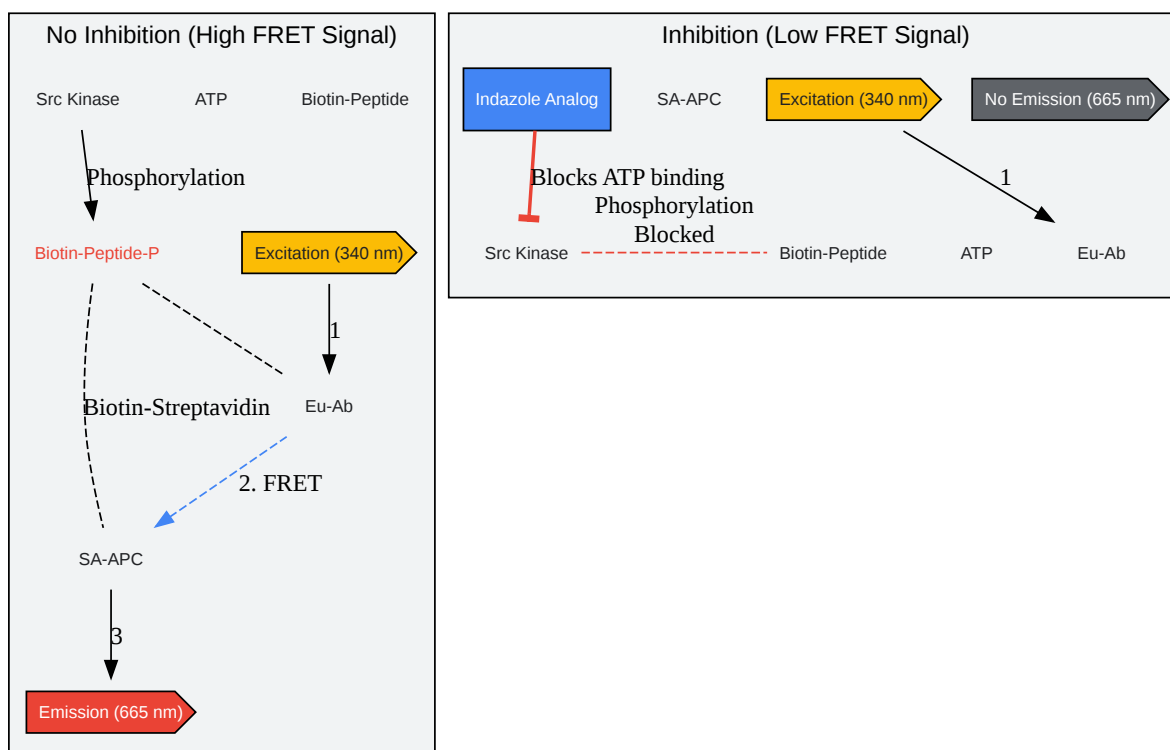 No Inhibition (High FRET Signal)
Src Kinase
ATP
Biotin-Peptide
Phosphorylation
Biotin-Peptide-P
Excitation (340 nm)
1
Biotin-Streptavidin
Eu-Ab
2. FRET
SA-APC
3
Emission (665 nm)
Inhibition (Low FRET Signal)
Indazole Analog
SA-APC
Excitation (340 nm)
No Emission (665 nm)
Blocks ATP binding
1
Phosphorylation
Blocked
Src Kinase
Biotin-Peptide
ATP
Eu-Ab